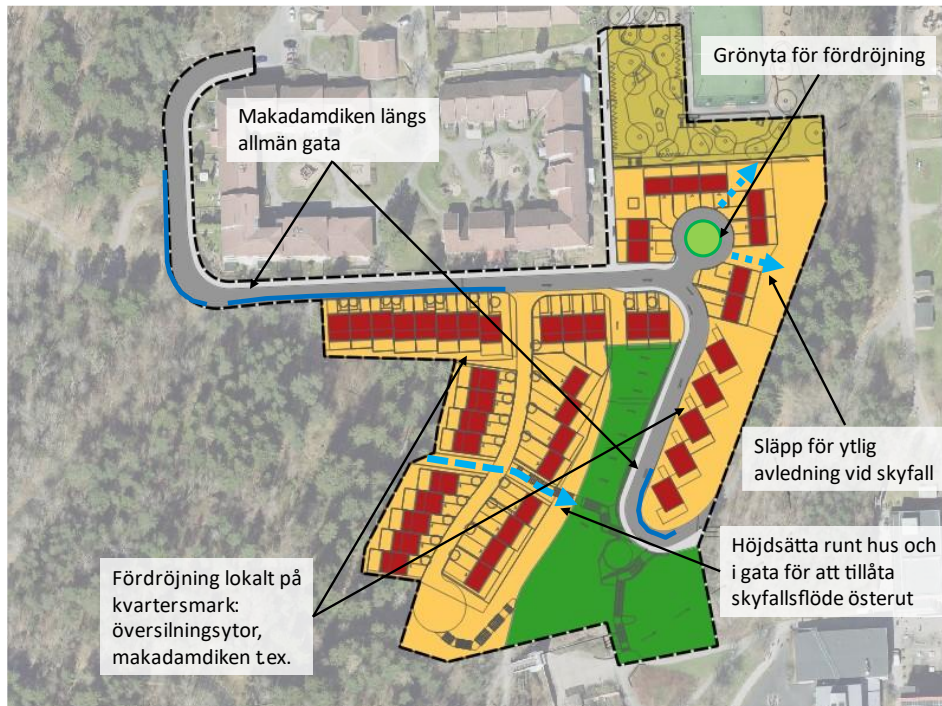 Grönyta för fördröjning
Makadamdiken längs
allmän gata
Släpp för ytlig
avledning vid skyfall
Höjdsätta runt hus och
i gata för att tillåta
skyfallsflöde österut
Fördröjning lokalt på
kvartersmark:
översilningsytor,
makadamdiken t.ex.